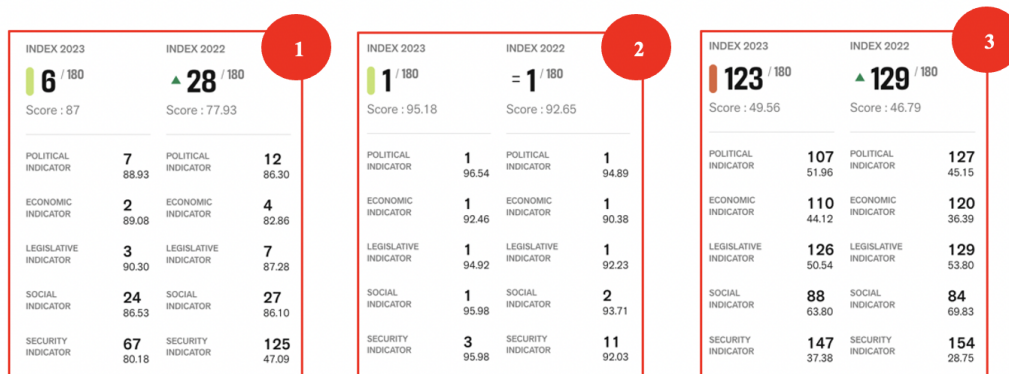 1
INDEX 2023 INDEX 2022
6 / 180 ▲ 28 / 180
Score : 87 Score : 77.93
POLITICAL INDICATOR 7 88.93 POLITICAL INDICATOR 12 86.30
ECONOMIC INDICATOR 2 89.08 ECONOMIC INDICATOR 4 82.86
LEGISLATIVE INDICATOR 3 90.30 LEGISLATIVE INDICATOR 7 87.28
SOCIAL INDICATOR 24 86.53 SOCIAL INDICATOR 27 86.10
SECURITY INDICATOR 67 80.18 SECURITY INDICATOR 125 47.09
2
INDEX 2023 INDEX 2022
1 / 180 = 1 / 180
Score : 95.18 Score : 92.65
POLITICAL INDICATOR 1 96.54 POLITICAL INDICATOR 1 94.89
ECONOMIC INDICATOR 1 92.46 ECONOMIC INDICATOR 1 90.38
LEGISLATIVE INDICATOR 1 94.92 LEGISLATIVE INDICATOR 1 92.23
SOCIAL INDICATOR 1 95.98 SOCIAL INDICATOR 2 93.71
SECURITY INDICATOR 3 95.98 SECURITY INDICATOR 11 92.03
3
INDEX 2023 INDEX 2022
123 / 180 ▲ 129 / 180
Score : 49.56 Score : 46.79
POLITICAL INDICATOR 107 51.96 POLITICAL INDICATOR 127 45.15
ECONOMIC INDICATOR 110 44.12 ECONOMIC INDICATOR 120 36.39
LEGISLATIVE INDICATOR 126 50.54 LEGISLATIVE INDICATOR 129 53.80
SOCIAL INDICATOR 88 63.80 SOCIAL INDICATOR 84 69.83
SECURITY INDICATOR 147 37.38 SECURITY INDICATOR 154 28.75